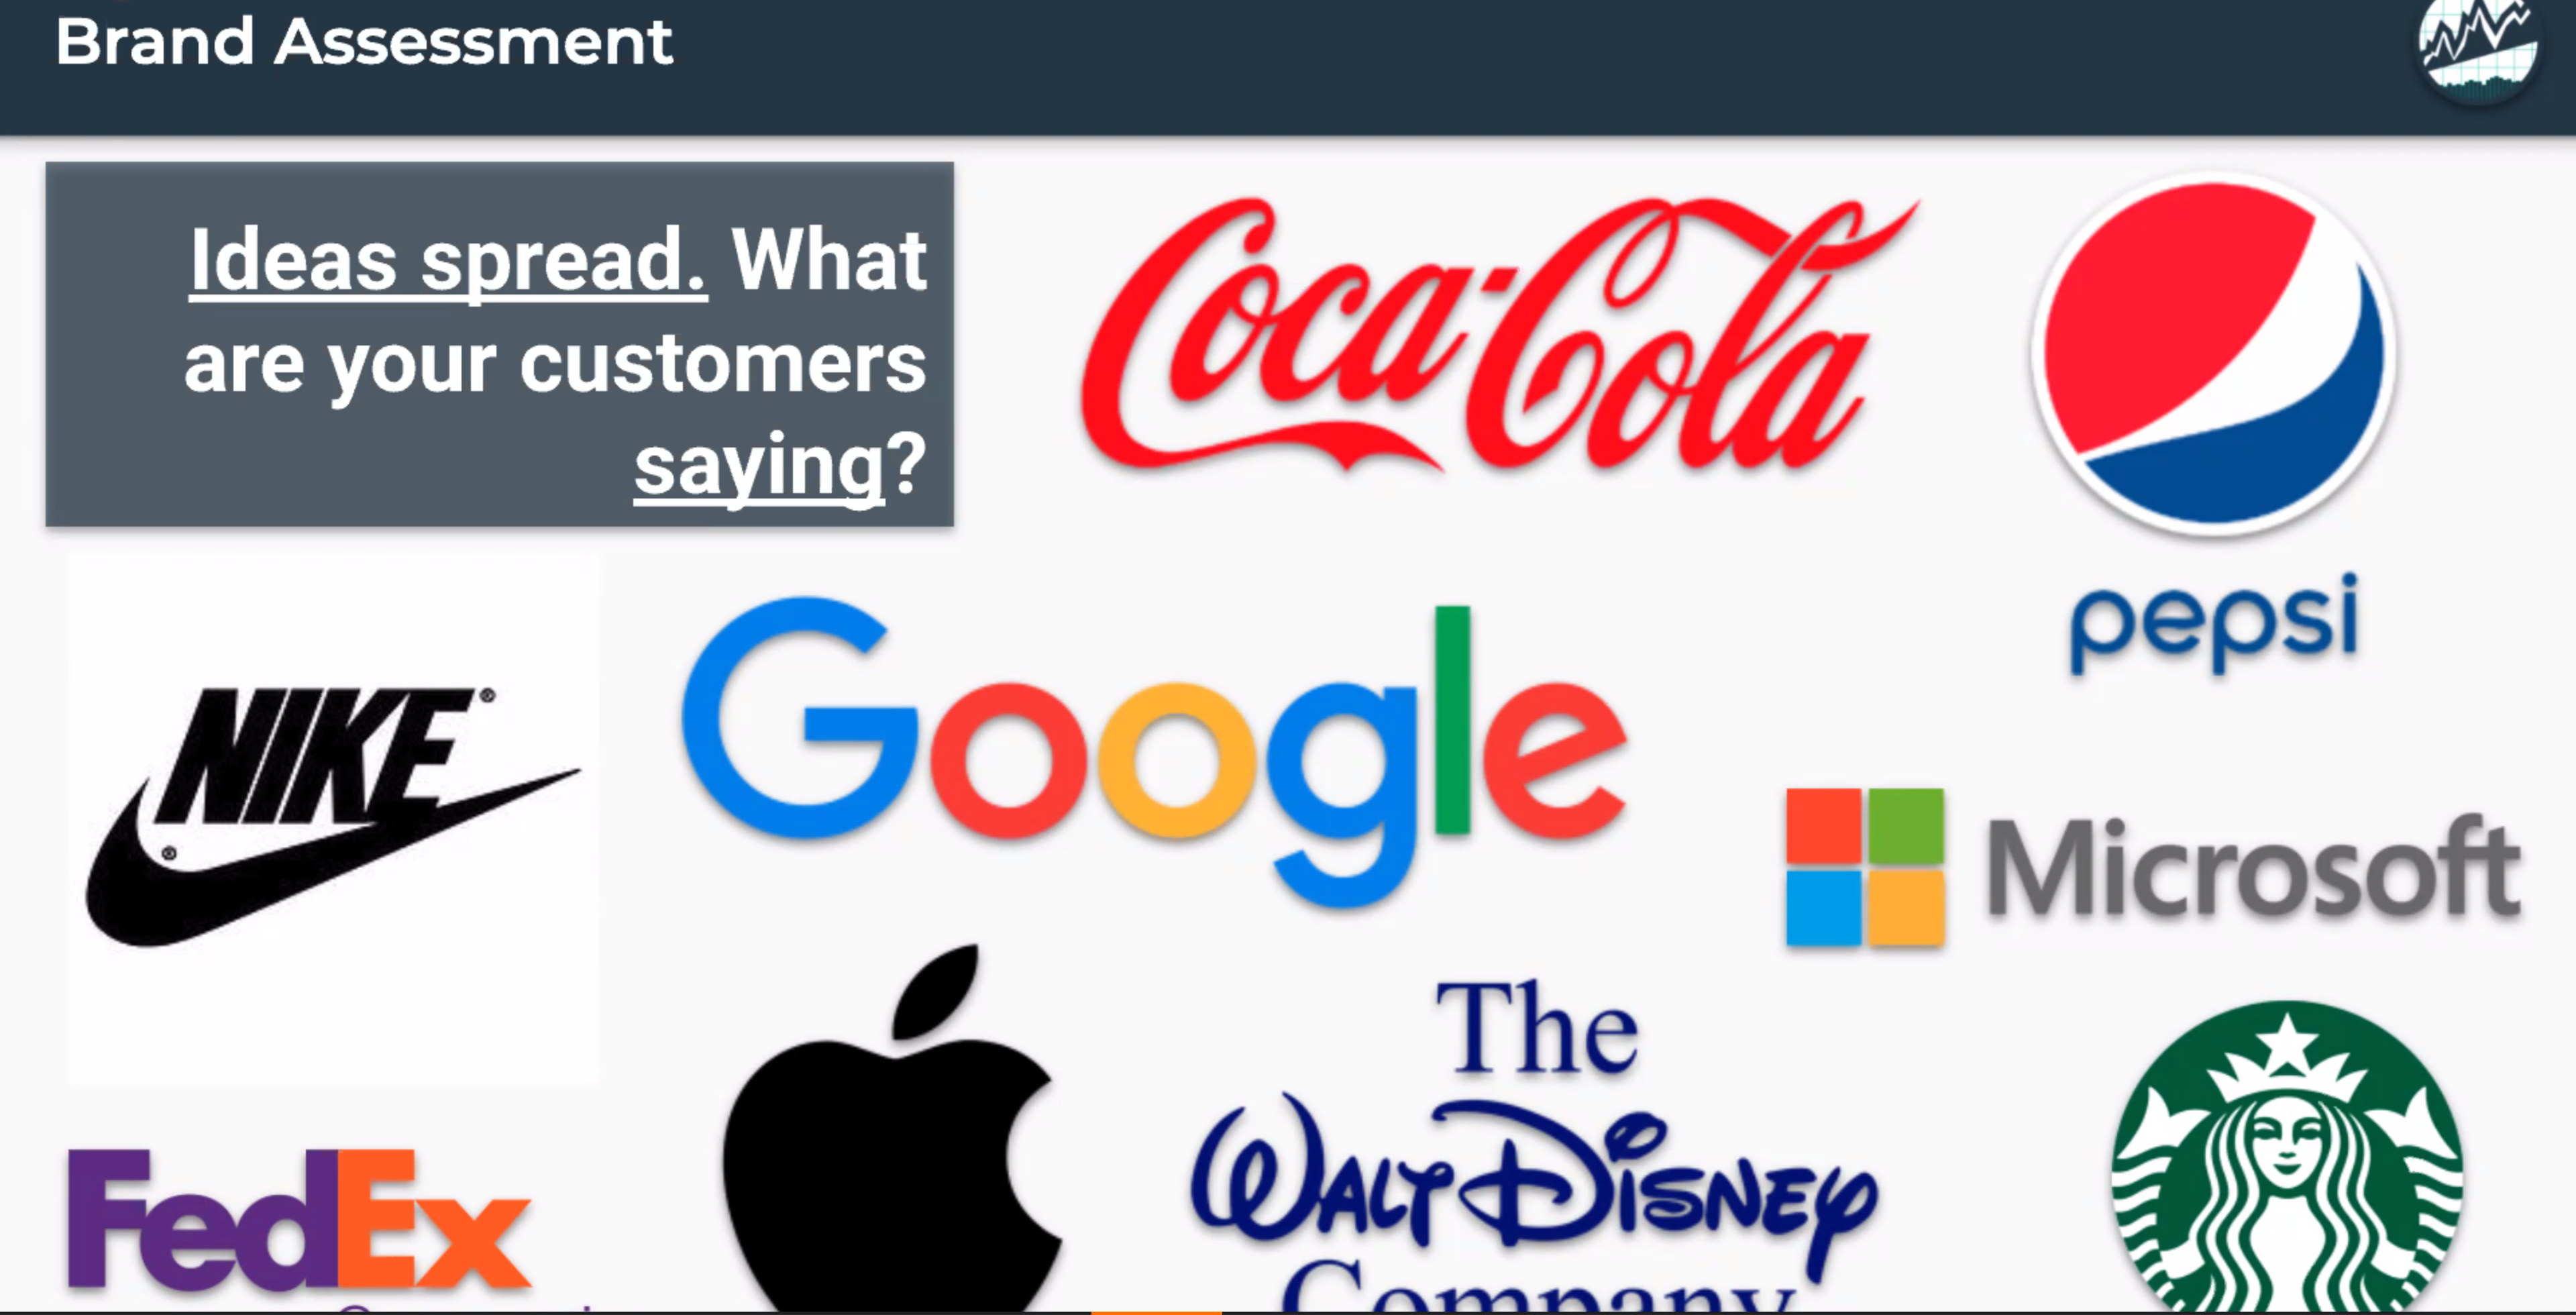 Brand Assessment
Ideas spread. What
are your customers
saying?
Coca-Cola
pepsi
NIKE®
®
Google
Microsoft
The
WALT DISNEY
Company
FedEx